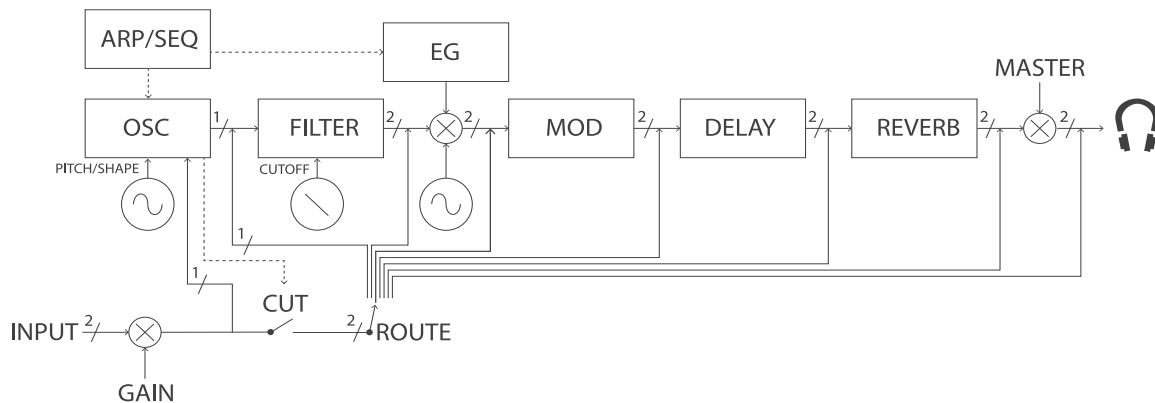 ARP/SEQ
EG
MASTER
OSC
1
FILTER
2
2
MOD
2
DELAY
2
REVERB
2
2
PITCH/SHAPE
CUTOFF
1
1
CUT
INPUT
2
2
ROUTE
GAIN